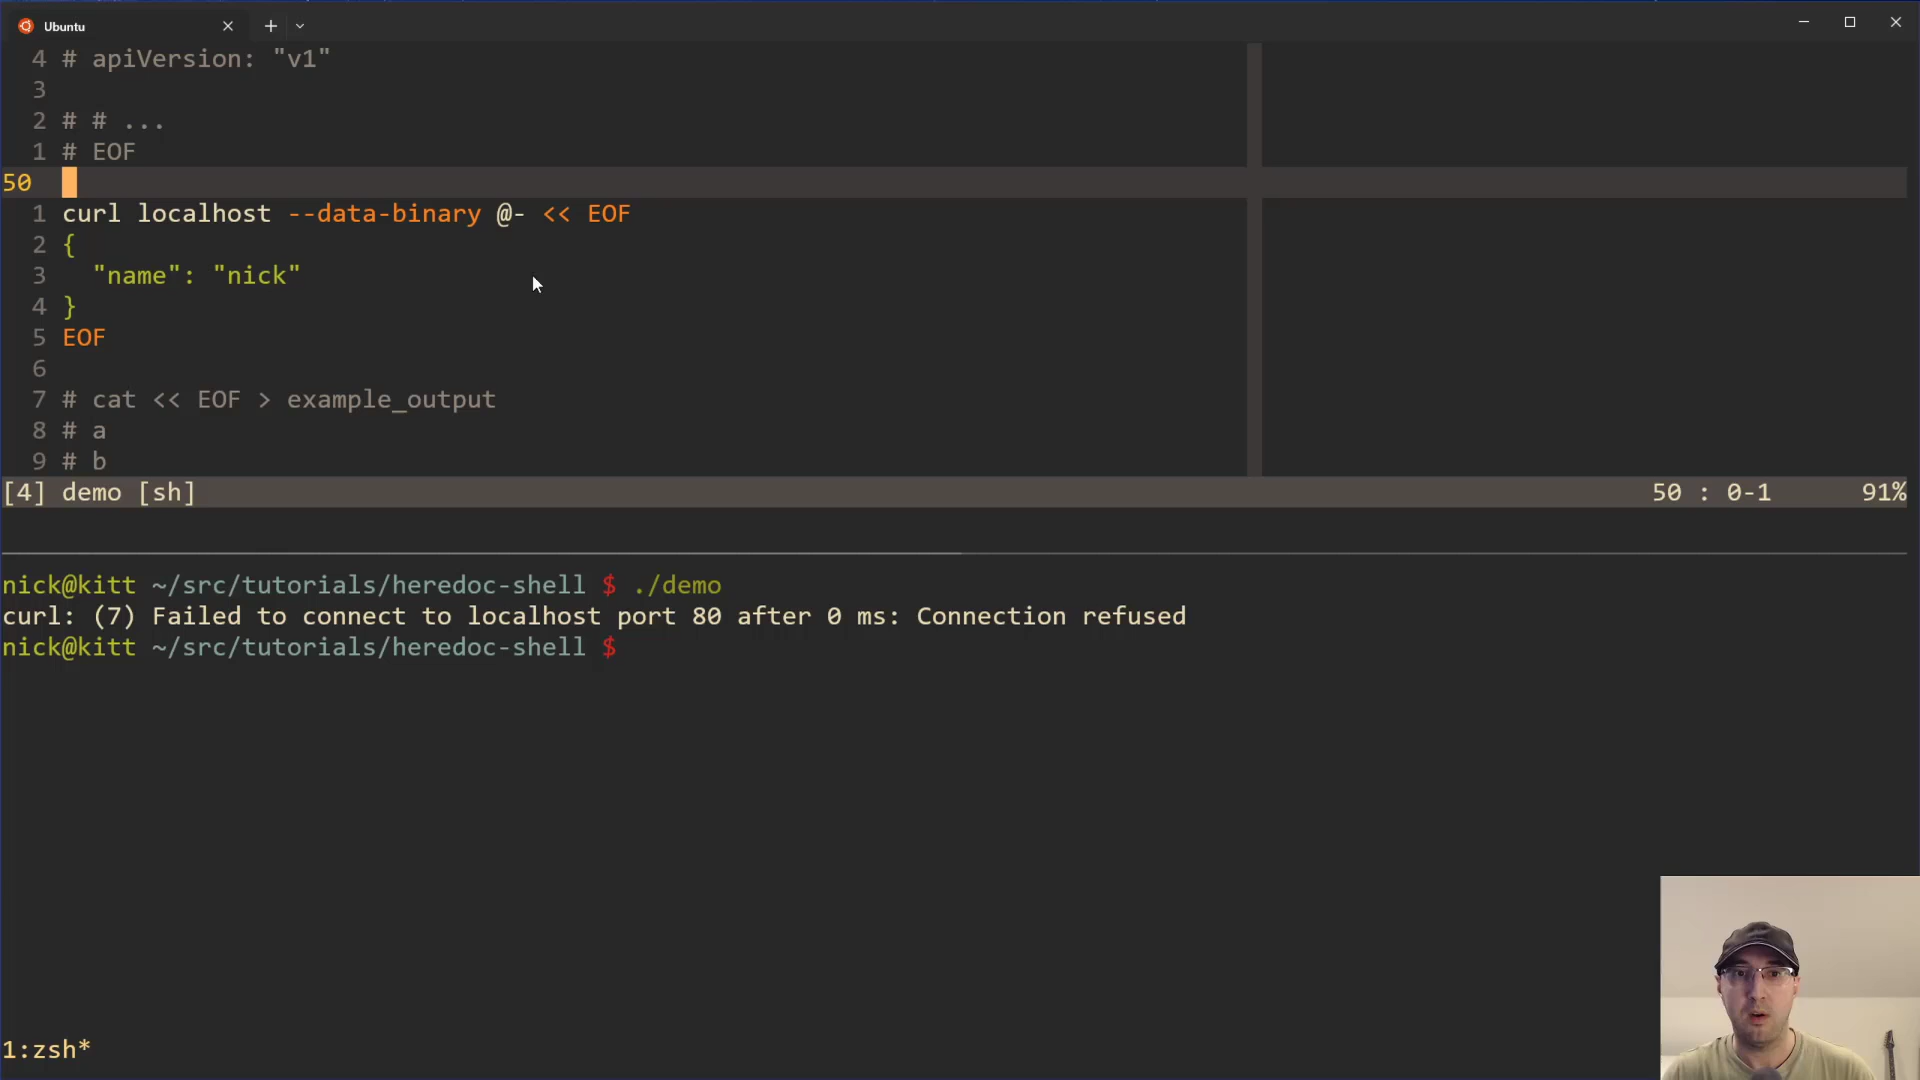 Ubuntu
4 # apiVersion: "v1"
3
2 # # ...
1 # EOF
50
1 curl localhost --data-binary @- << EOF
2 {
3   "name": "nick"
4 }
5 EOF
6
7 # cat << EOF > example_output
8 # a
9 # b
[4] demo [sh] 50 : 0-1 91%
nick@kitt ~/src/tutorials/heredoc-shell $ ./demo
curl: (7) Failed to connect to localhost port 80 after 0 ms: Connection refused
nick@kitt ~/src/tutorials/heredoc-shell $
1:zsh*